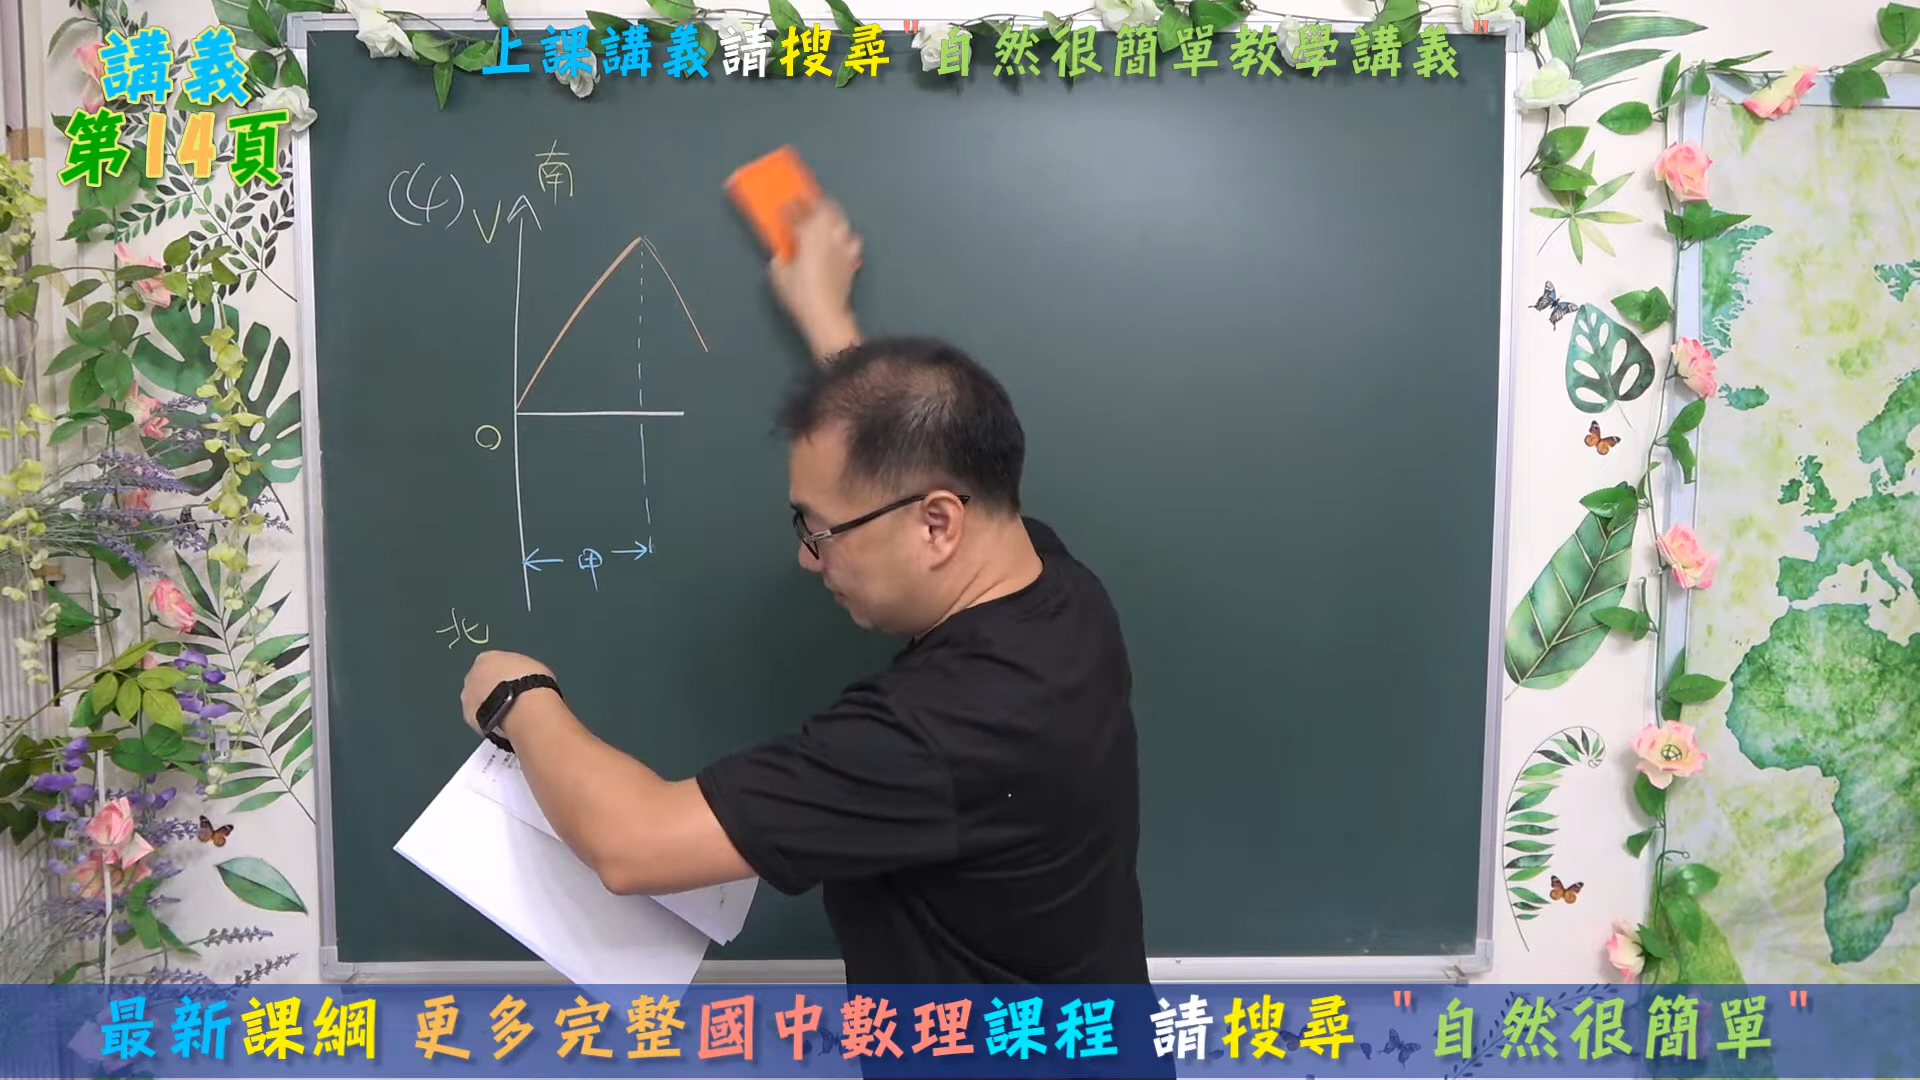 上課講義請搜尋"自然很簡單教學講義"
講義
第14頁
(4)
南
V
0
甲
北
最新課綱 更多完整國中數理課程 請搜尋 "自然很簡單"